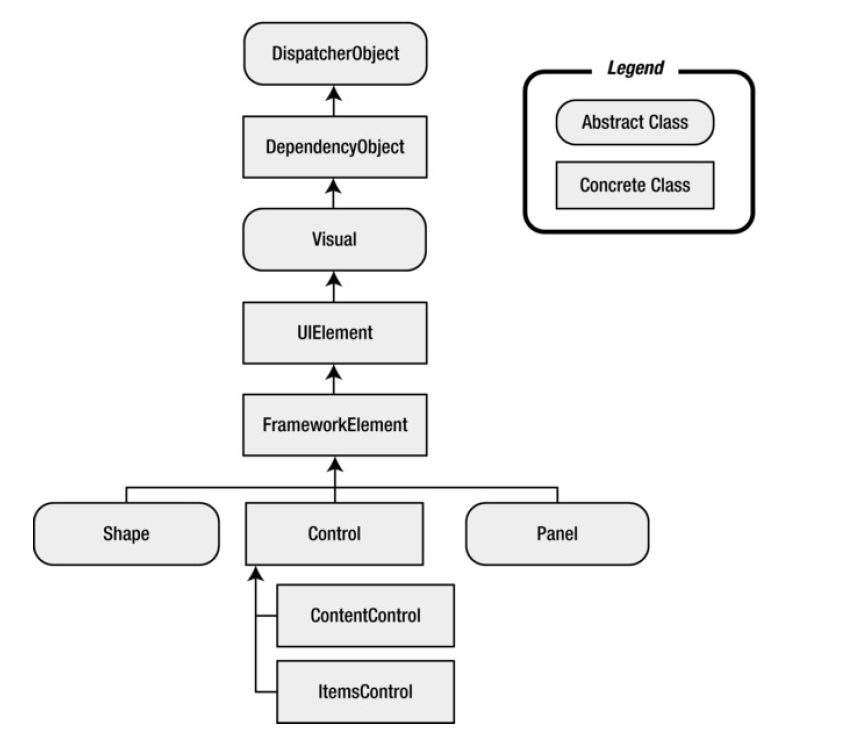 DispatcherObject
Legend
Abstract Class
DependencyObject
Concrete Class
Visual
UIElement
FrameworkElement
Shape
Control
Panel
ContentControl
ItemsControl